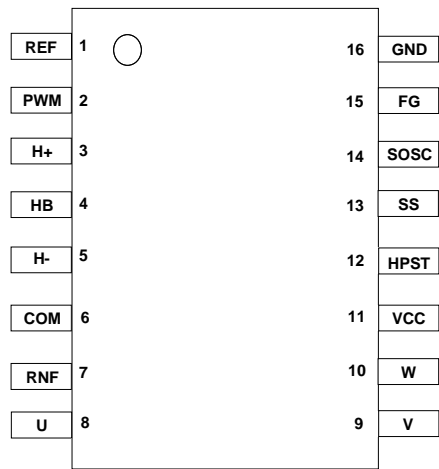 REF 1 16 GND
PWM 2 15 FG
H+ 3 14 SOSC
HB 4 13 SS
H- 5 12 HPST
COM 6 11 VCC
RNF 7 10 W
U 8 9 V